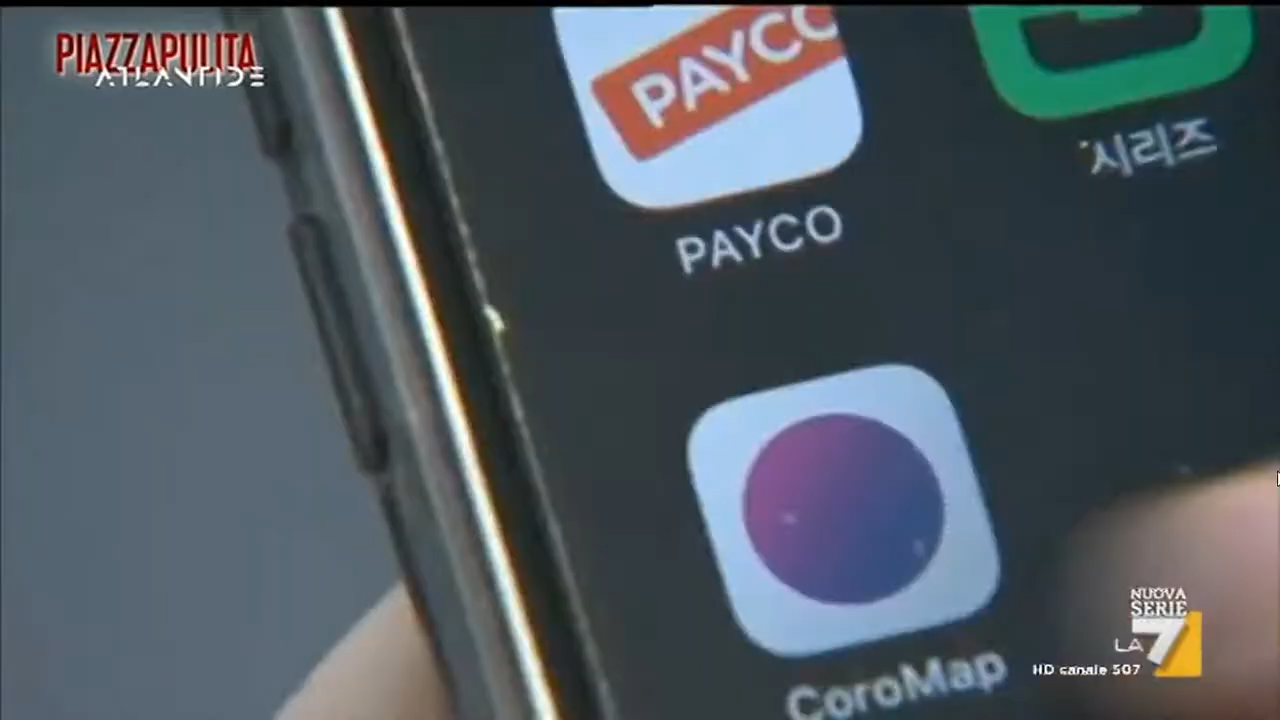 PIAZZAPULITA
ATLANTIDE
PAYCO
PAYCO
시리즈
CoroMap
NUOVA
SERIE
LA7
HD canale 507